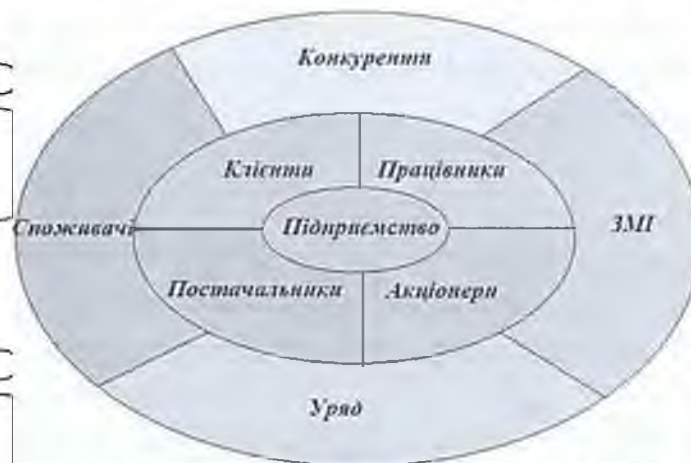 Конкуренти
Клієнти
Працівники
Споживачі
Підприємство
ЗМІ
Постачальники
Акціонери
Уряд